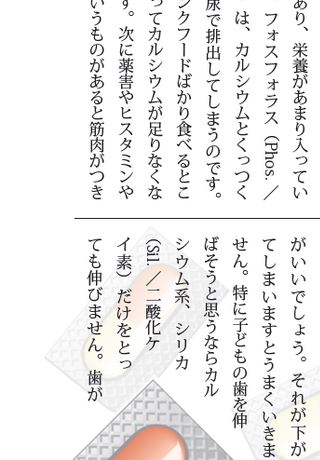 あり、栄養があまり入ってい
フォスフォラス（Phos.／
は、カルシウムとくっつく
尿で排出してしまうのです。
ンクフードばかり食べるとこ
ってカルシウムが足りなくな
す。次に薬害やヒスタミンや
いうものがあると筋肉がつき
がいいでしょう。それが下が
てしまいますとうまくいきま
せん。特に子どもの歯を伸
ばそうと思うならカル
シウム系、シリカ
（Sil.／二酸化ケ
イ素）だけをとっ
ても伸びません。歯が